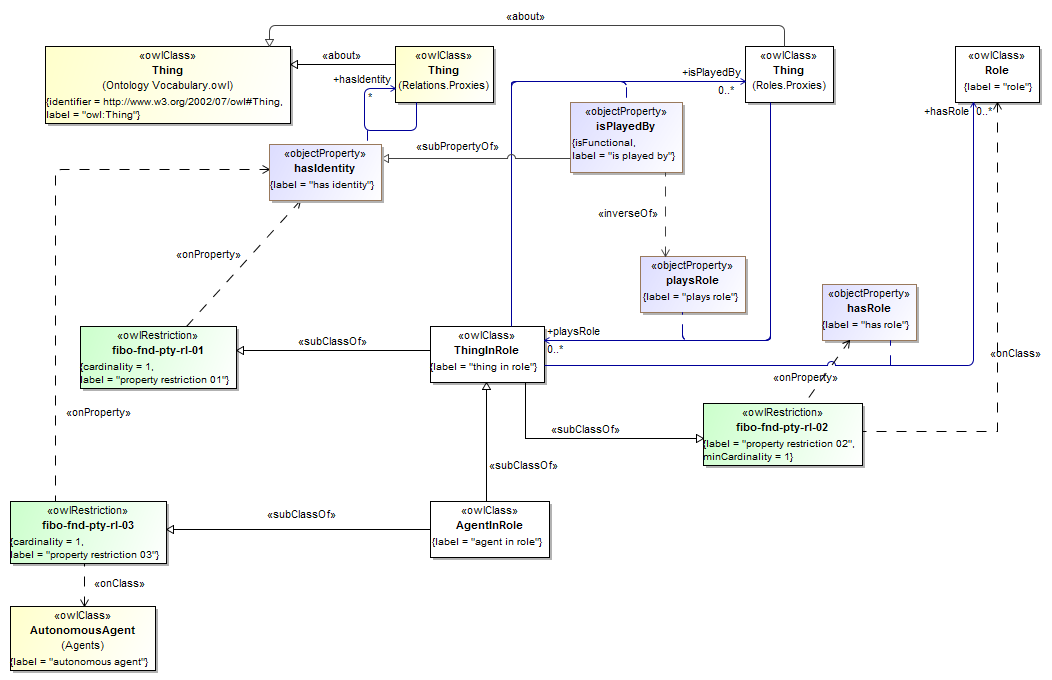 «about»
«owlClass»
Thing
(Ontology Vocabulary.owl)
{identifier = http://www.w3.org/2002/07/owl#Thing,
label = "owl:Thing"}
«about»
«owlClass»
Thing
(Relations.Proxies)
+hasIdentity
*
«owlClass»
Thing
(Roles.Proxies)
+isPlayedBy
0..*
«owlClass»
Role
{label = "role"}
+hasRole
0..*
«objectProperty»
isPlayedBy
{isFunctional,
label = "is played by"}
«subPropertyOf»
«objectProperty»
hasIdentity
{label = "has identity"}
«inverseOf»
«onProperty»
«objectProperty»
playsRole
{label = "plays role"}
«objectProperty»
hasRole
{label = "has role"}
«owlRestriction»
fibo-fnd-pty-rl-01
{cardinality = 1,
label = "property restriction 01"}
«subClassOf»
«owlClass»
ThingInRole
{label = "thing in role"}
+playsRole
0..*
«onClass»
«onProperty»
«onProperty»
«owlRestriction»
fibo-fnd-pty-rl-02
{label = "property restriction 02",
minCardinality = 1}
«subClassOf»
«subClassOf»
«owlRestriction»
fibo-fnd-pty-rl-03
{cardinality = 1,
label = "property restriction 03"}
«subClassOf»
«owlClass»
AgentInRole
{label = "agent in role"}
«onClass»
«owlClass»
AutonomousAgent
(Agents)
{label = "autonomous agent"}